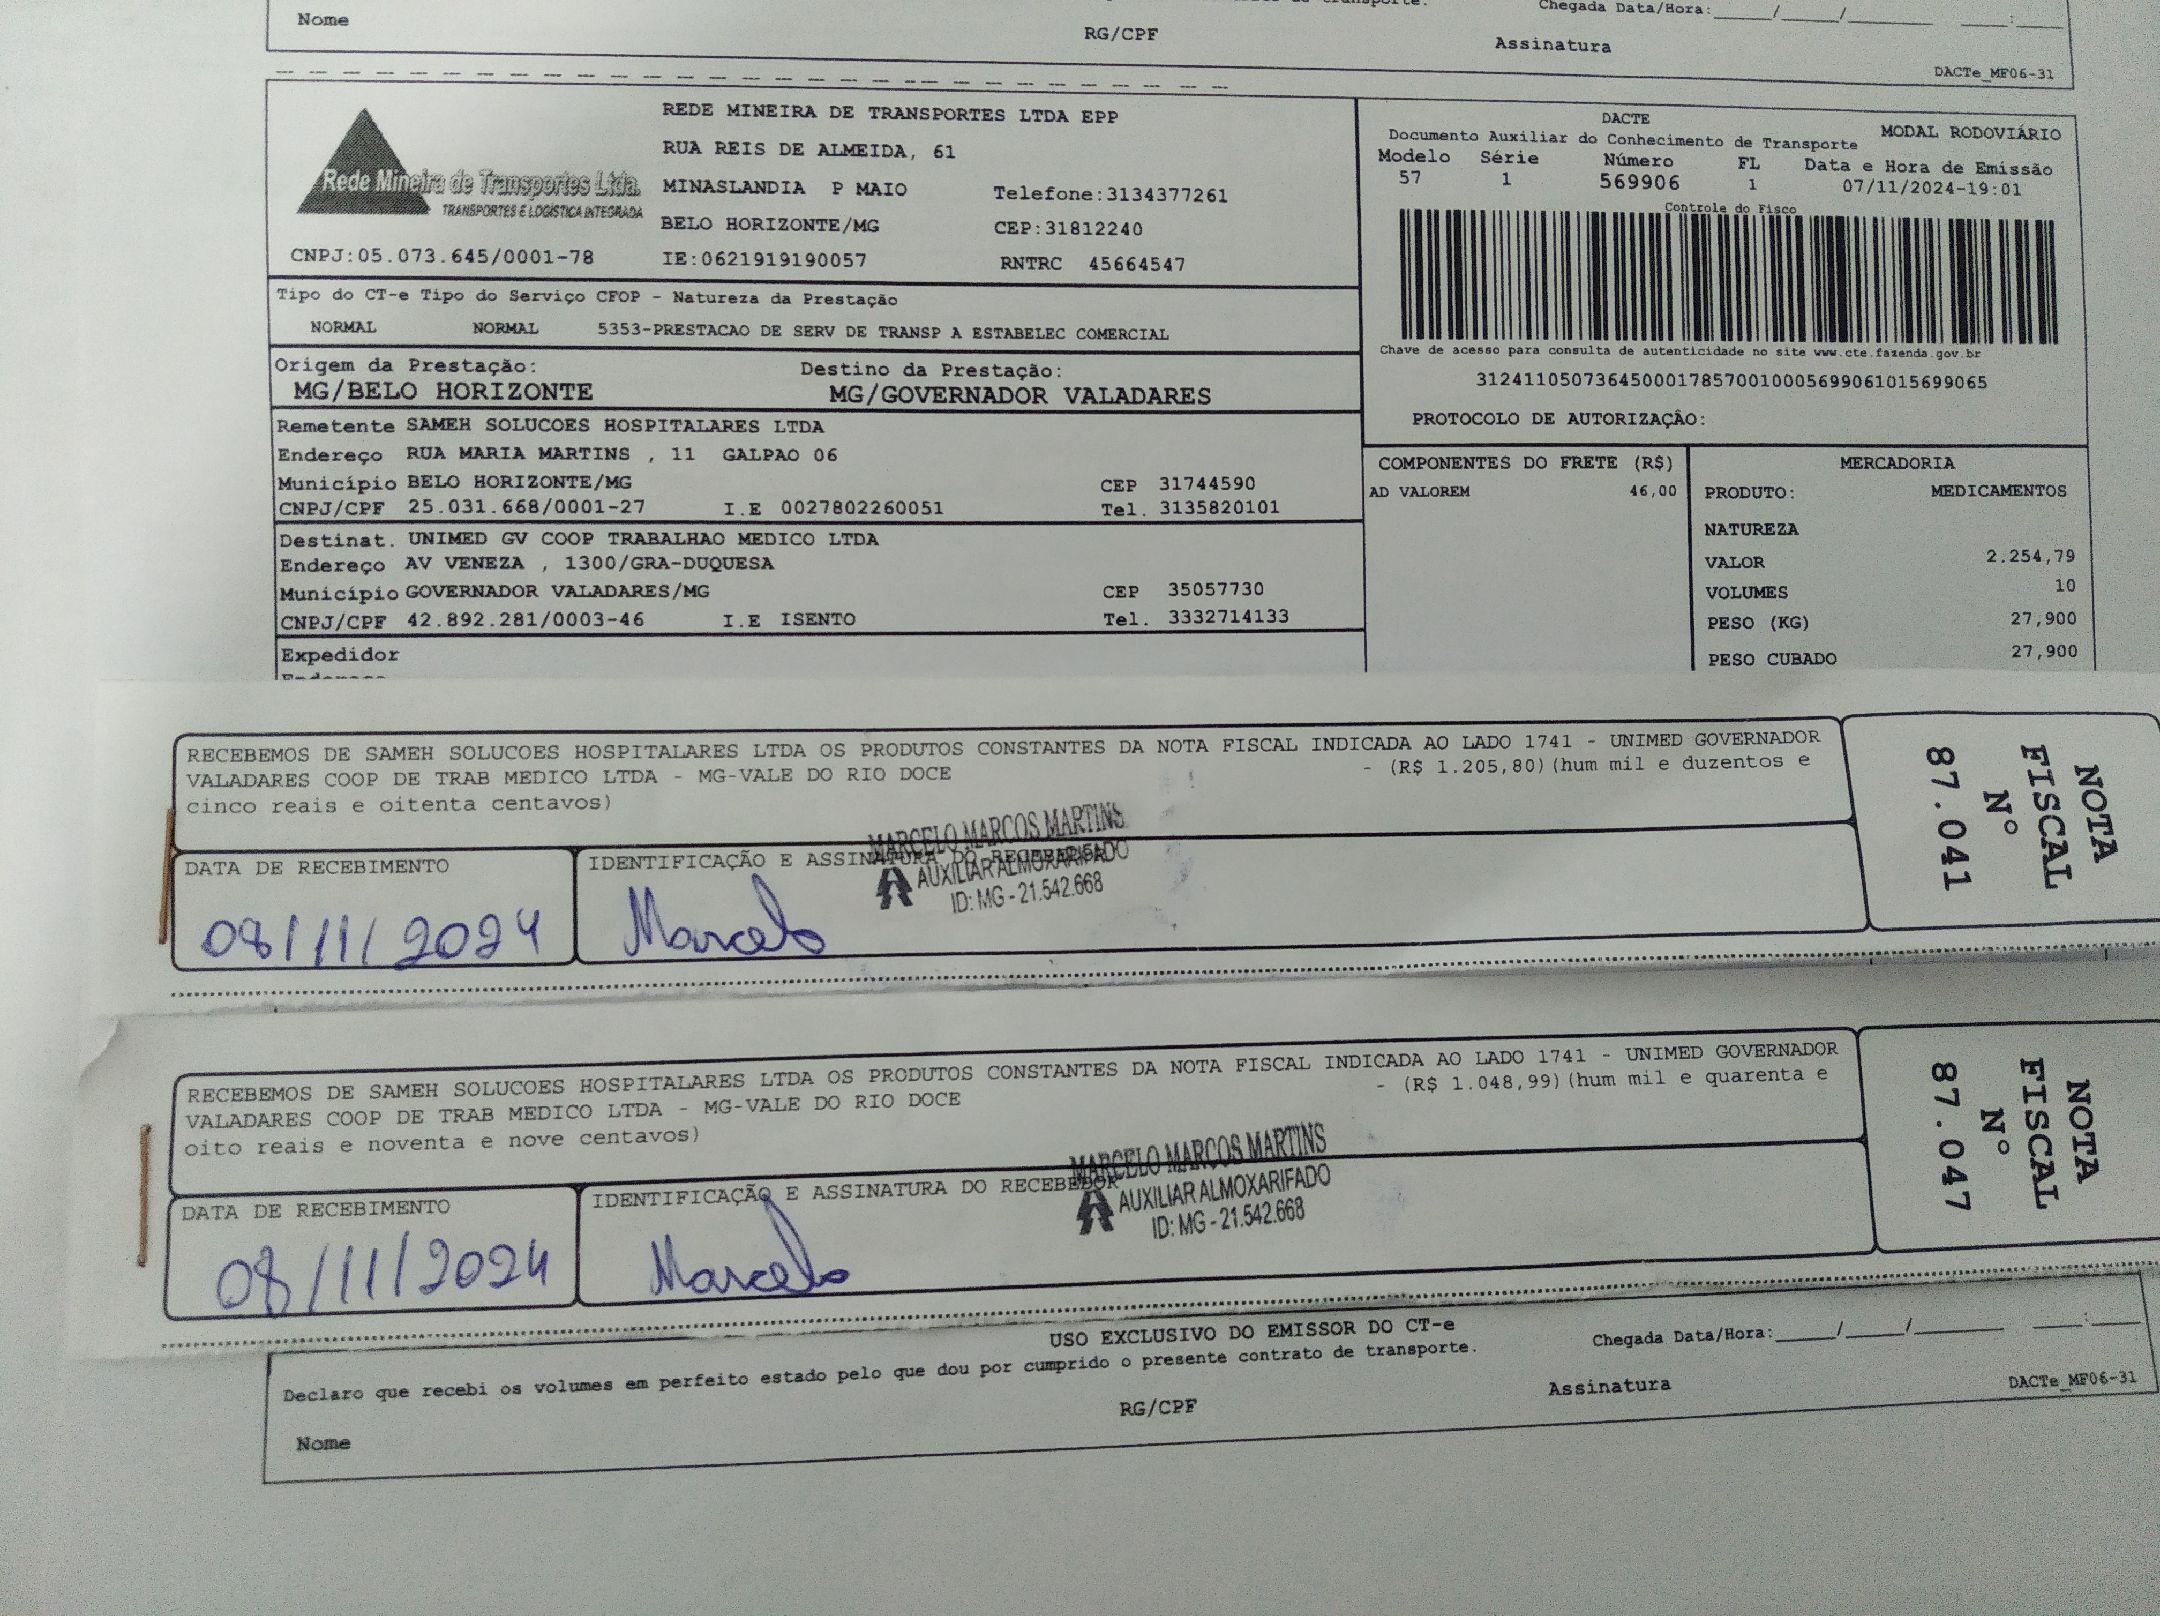 Chegada Data/Hora:_____/_____/_______ ____:____
Nome
RG/CPF
Assinatura
DACTe_MF06-31
Rede Mineira de Transportes Ltda.
TRANSPORTES E LOGÍSTICA INTEGRADA
CNPJ:05.073.645/0001-78
REDE MINEIRA DE TRANSPORTES LTDA EPP
RUA REIS DE ALMEIDA, 61
MINASLANDIA P MAIO Telefone:3134377261
BELO HORIZONTE/MG CEP:31812240
IE:0621919190057 RNTRC 45664547
DACTE
Documento Auxiliar do Conhecimento de Transporte MODAL RODOVIÁRIO
Modelo Série Número FL Data e Hora de Emissão
57 1 569906 1 07/11/2024-19:01
Controle do Fisco
Chave de acesso para consulta de autenticidade no site www.cte.fazenda.gov.br
31241105073645000178570010005699061015699065
PROTOCOLO DE AUTORIZAÇÃO:
Tipo do CT-e Tipo do Serviço CFOP - Natureza da Prestação
NORMAL NORMAL 5353-PRESTACAO DE SERV DE TRANSP A ESTABELEC COMERCIAL
Origem da Prestação: Destino da Prestação:
MG/BELO HORIZONTE MG/GOVERNADOR VALADARES
Remetente SAMEH SOLUCOES HOSPITALARES LTDA
Endereço RUA MARIA MARTINS , 11 GALPAO 06
Município BELO HORIZONTE/MG CEP 31744590
CNPJ/CPF 25.031.668/0001-27 I.E 0027802260051 Tel. 3135820101
Destinat. UNIMED GV COOP TRABALHAO MEDICO LTDA
Endereço AV VENEZA , 1300/GRA-DUQUESA
Município GOVERNADOR VALADARES/MG CEP 35057730
CNPJ/CPF 42.892.281/0003-46 I.E ISENTO Tel. 3332714133
Expedidor
COMPONENTES DO FRETE (R$)
AD VALOREM 46,00
MERCADORIA
PRODUTO: MEDICAMENTOS
NATUREZA
VALOR 2.254,79
VOLUMES 10
PESO (KG) 27,900
PESO CUBADO 27,900
RECEBEMOS DE SAMEH SOLUCOES HOSPITALARES LTDA OS PRODUTOS CONSTANTES DA NOTA FISCAL INDICADA AO LADO 1741 - UNIMED GOVERNADOR
VALADARES COOP DE TRAB MEDICO LTDA - MG-VALE DO RIO DOCE - (R$ 1.205,80)(hum mil e duzentos e
cinco reais e oitenta centavos)
DATA DE RECEBIMENTO
08/11/2024
IDENTIFICAÇÃO E ASSINATURA DO RECEBEDOR
Marcelo
MARCELO MARCOS MARTINS
AUXILIAR ALMOXARIFADO
ID: MG - 21.542.668
NOTA
FISCAL
Nº
87.041
RECEBEMOS DE SAMEH SOLUCOES HOSPITALARES LTDA OS PRODUTOS CONSTANTES DA NOTA FISCAL INDICADA AO LADO 1741 - UNIMED GOVERNADOR
VALADARES COOP DE TRAB MEDICO LTDA - MG-VALE DO RIO DOCE - (R$ 1.048,99)(hum mil e quarenta e
oito reais e noventa e nove centavos)
DATA DE RECEBIMENTO
08/11/2024
IDENTIFICAÇÃO E ASSINATURA DO RECEBEDOR
Marcelo
MARCELO MARCOS MARTINS
AUXILIAR ALMOXARIFADO
ID: MG - 21.542.668
NOTA
FISCAL
Nº
87.047
USO EXCLUSIVO DO EMISSOR DO CT-e
Declaro que recebi os volumes em perfeito estado pelo que dou por cumprido o presente contrato de transporte.
Chegada Data/Hora:_____/_____/_______ ____:____
Nome
RG/CPF
Assinatura
DACTe_MF06-31